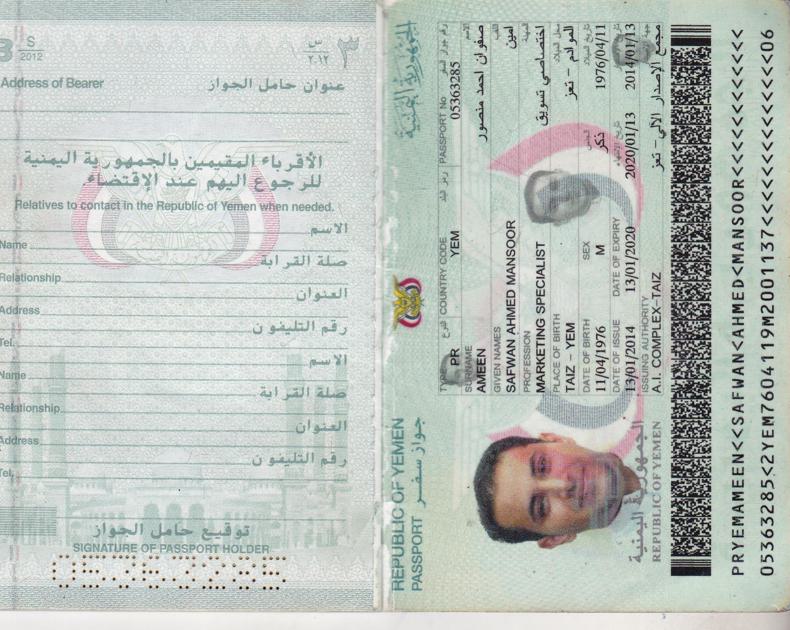 S
2012
Address of Bearer
س
٢٠١٢
عنوان حامل الجواز
الأقرباء المقيمين بالجمهورية اليمنية
للرجوع إليهم عند الإقتضاء
Relatives to contact in the Republic of Yemen when needed.
Name الاسم
Relationship صلة القرابة
Address العنوان
Tel. رقم التليفون
Name الاسم
Relationship صلة القرابة
Address العنوان
Tel. رقم التليفون
توقيع حامل الجواز
SIGNATURE OF PASSPORT HOLDER
REPUBLIC OF YEMEN الجمهورية اليمنية
PASSPORT جواز سفر
TYPE النوع COUNTRY CODE رمز البلد PASSPORT No رقم جواز السفر
PR YEM 05363285
SURNAME الاسم
AMEEN صفوان احمد منصور
GIVEN NAMES اللقب
SAFWAN AHMED MANSOOR أمين
PROFESSION المهنة
MARKETING SPECIALIST اختصاصي تسويق
PLACE OF BIRTH محل الميلاد
TAIZ – YEM الموادم – تعز
DATE OF BIRTH SEX الجنس تاريخ الميلاد
11/04/1976 M ذكر 1976/04/11
DATE OF ISSUE DATE OF EXPIRY تاريخ الانتهاء تاريخ
13/01/2014 13/01/2020 2020/01/13 2014/01/13
ISSUING AUTHORITY جهة
A.I. COMPLEX–TAIZ مجمع الإصدار الآلي– تعز
الجمهورية اليمنية
REPUBLIC OF YEMEN
PRYEMAMEEN<<SAFWAN<AHMED<MANSOOR<<<<<<<<<<<<
05363285<2YEM7604119M2001137<<<<<<<<<<<<<<06